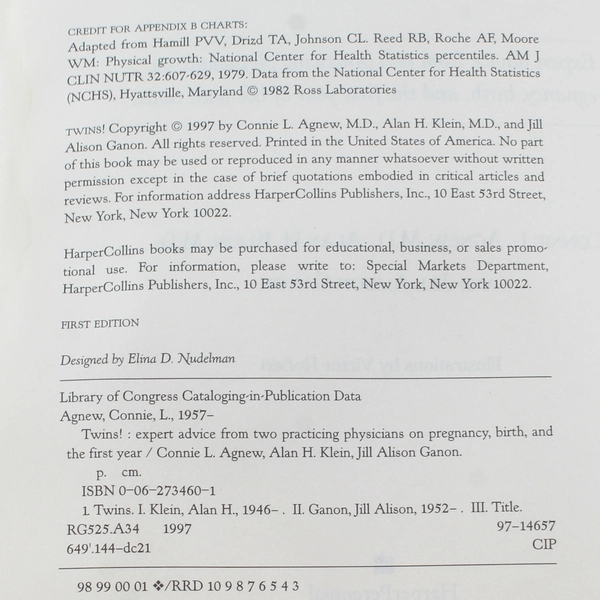 CREDIT FOR APPENDIX B CHARTS:
Adapted from Hamill PVV, Drizd TA, Johnson CL. Reed RB, Roche AF, Moore
WM: Physical growth: National Center for Health Statistics percentiles. AM J
CLIN NUTR 32:607-629, 1979. Data from the National Center for Health Statistics
(NCHS), Hyattsville, Maryland © 1982 Ross Laboratories
TWINS! Copyright © 1997 by Connie L. Agnew, M.D., Alan H. Klein, M.D., and Jill
Alison Ganon. All rights reserved. Printed in the United States of America. No part
of this book may be used or reproduced in any manner whatsoever without written
permission except in the case of brief quotations embodied in critical articles and
reviews. For information address HarperCollins Publishers, Inc., 10 East 53rd Street,
New York, New York 10022.
HarperCollins books may be purchased for educational, business, or sales promo-
tional use. For information, please write to: Special Markets Department,
HarperCollins Publishers, Inc., 10 East 53rd Street, New York, New York 10022.
FIRST EDITION
Designed by Elina D. Nudelman
Library of Congress Cataloging-in-Publication Data
Agnew, Connie, L., 1957–
Twins! : expert advice from two practicing physicians on pregnancy, birth, and
the first year / Connie L. Agnew, Alan H. Klein, Jill Alison Ganon.
p. cm.
ISBN 0–06–273460–1
1. Twins. I. Klein, Alan H., 1946– . II. Ganon, Jill Alison, 1952– . III. Title.
RG525.A34 1997 97–14657
649'.144–dc21 CIP
98 99 00 01 ❖/RRD 10 9 8 7 6 5 4 3